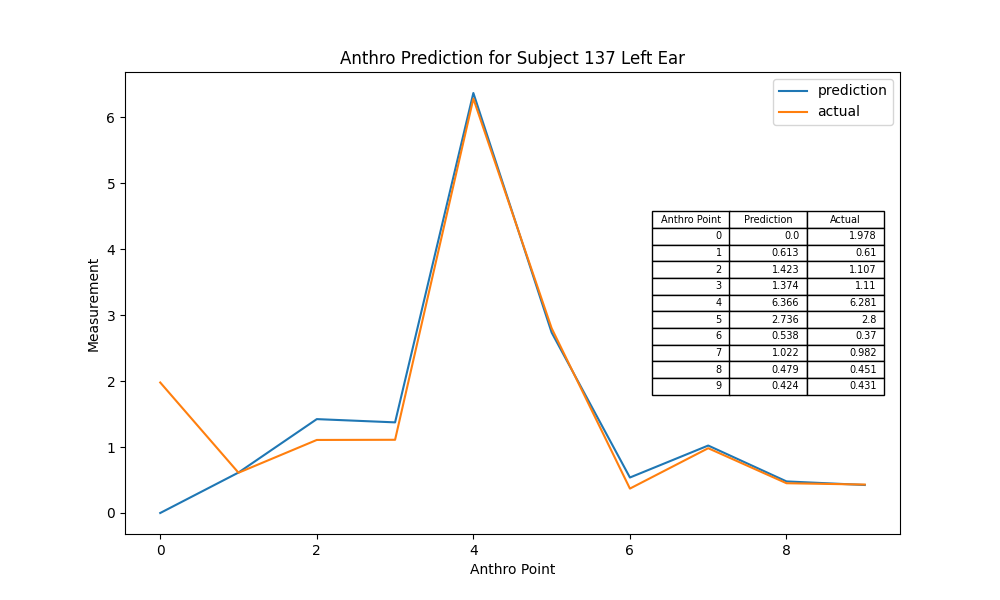 Anthro Prediction for Subject 137 Left Ear
prediction
actual
6
5
4
3
2
1
0
Measurement
Anthro Point Prediction Actual
0 0.0 1.978
1 0.613 0.61
2 1.423 1.107
3 1.374 1.11
4 6.366 6.281
5 2.736 2.8
6 0.538 0.37
7 1.022 0.982
8 0.479 0.451
9 0.424 0.431
0 2 4 6 8
Anthro Point